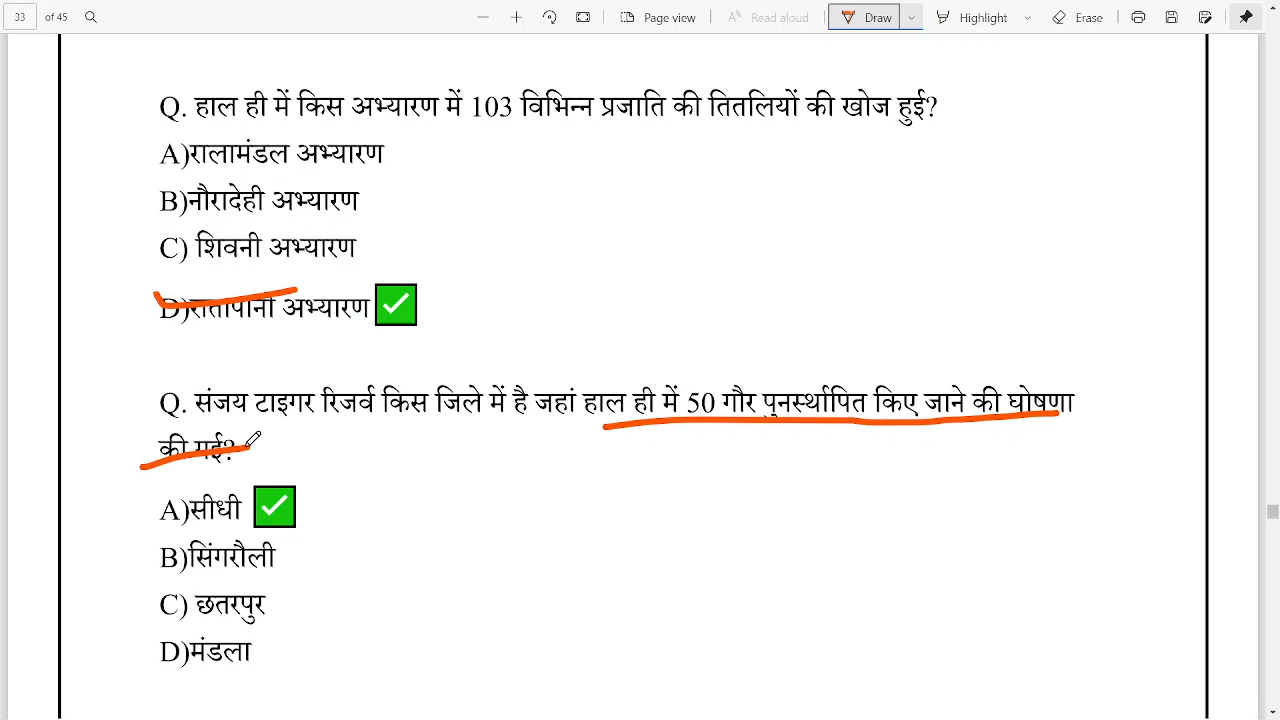 33 of 45 Page view Read aloud Draw Highlight Erase
Q. हाल ही में किस अभ्यारण में 103 विभिन्न प्रजाति की तितलियों की खोज हुई?
A)रालामंडल अभ्यारण
B)नौरादेही अभ्यारण
C) शिवनी अभ्यारण
D)रातापानी अभ्यारण
Q. संजय टाइगर रिजर्व किस जिले में है जहां हाल ही में 50 गौर पुनर्स्थापित किए जाने की घोषणा
की गई?
A)सीधी
B)सिंगरौली
C) छतरपुर
D)मंडला